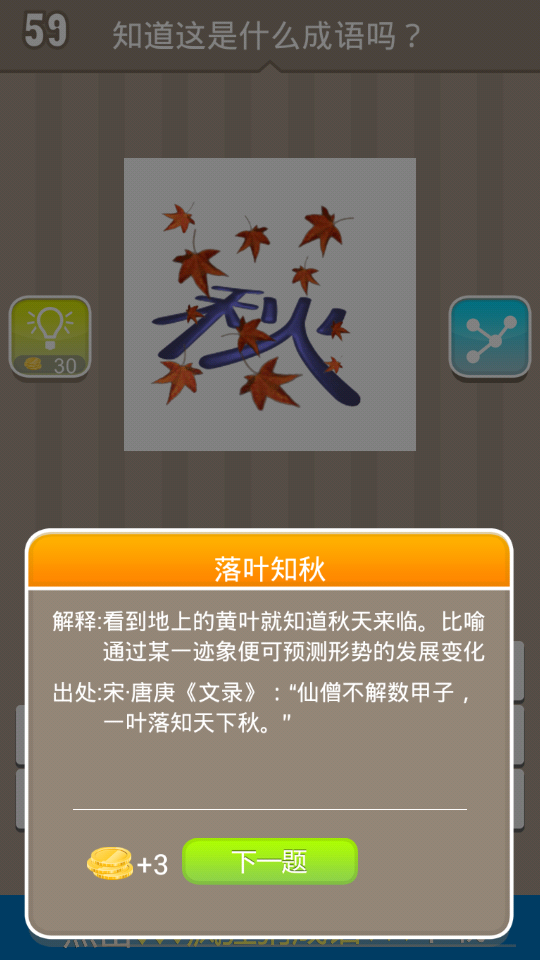 59
知道这是什么成语吗？
秋
30
落叶知秋
解释:看到地上的黄叶就知道秋天来临。比喻
通过某一迹象便可预测形势的发展变化
出处:宋·唐庚《文录》：“仙僧不解数甲子，
一叶落知天下秋。”
+3
下一题